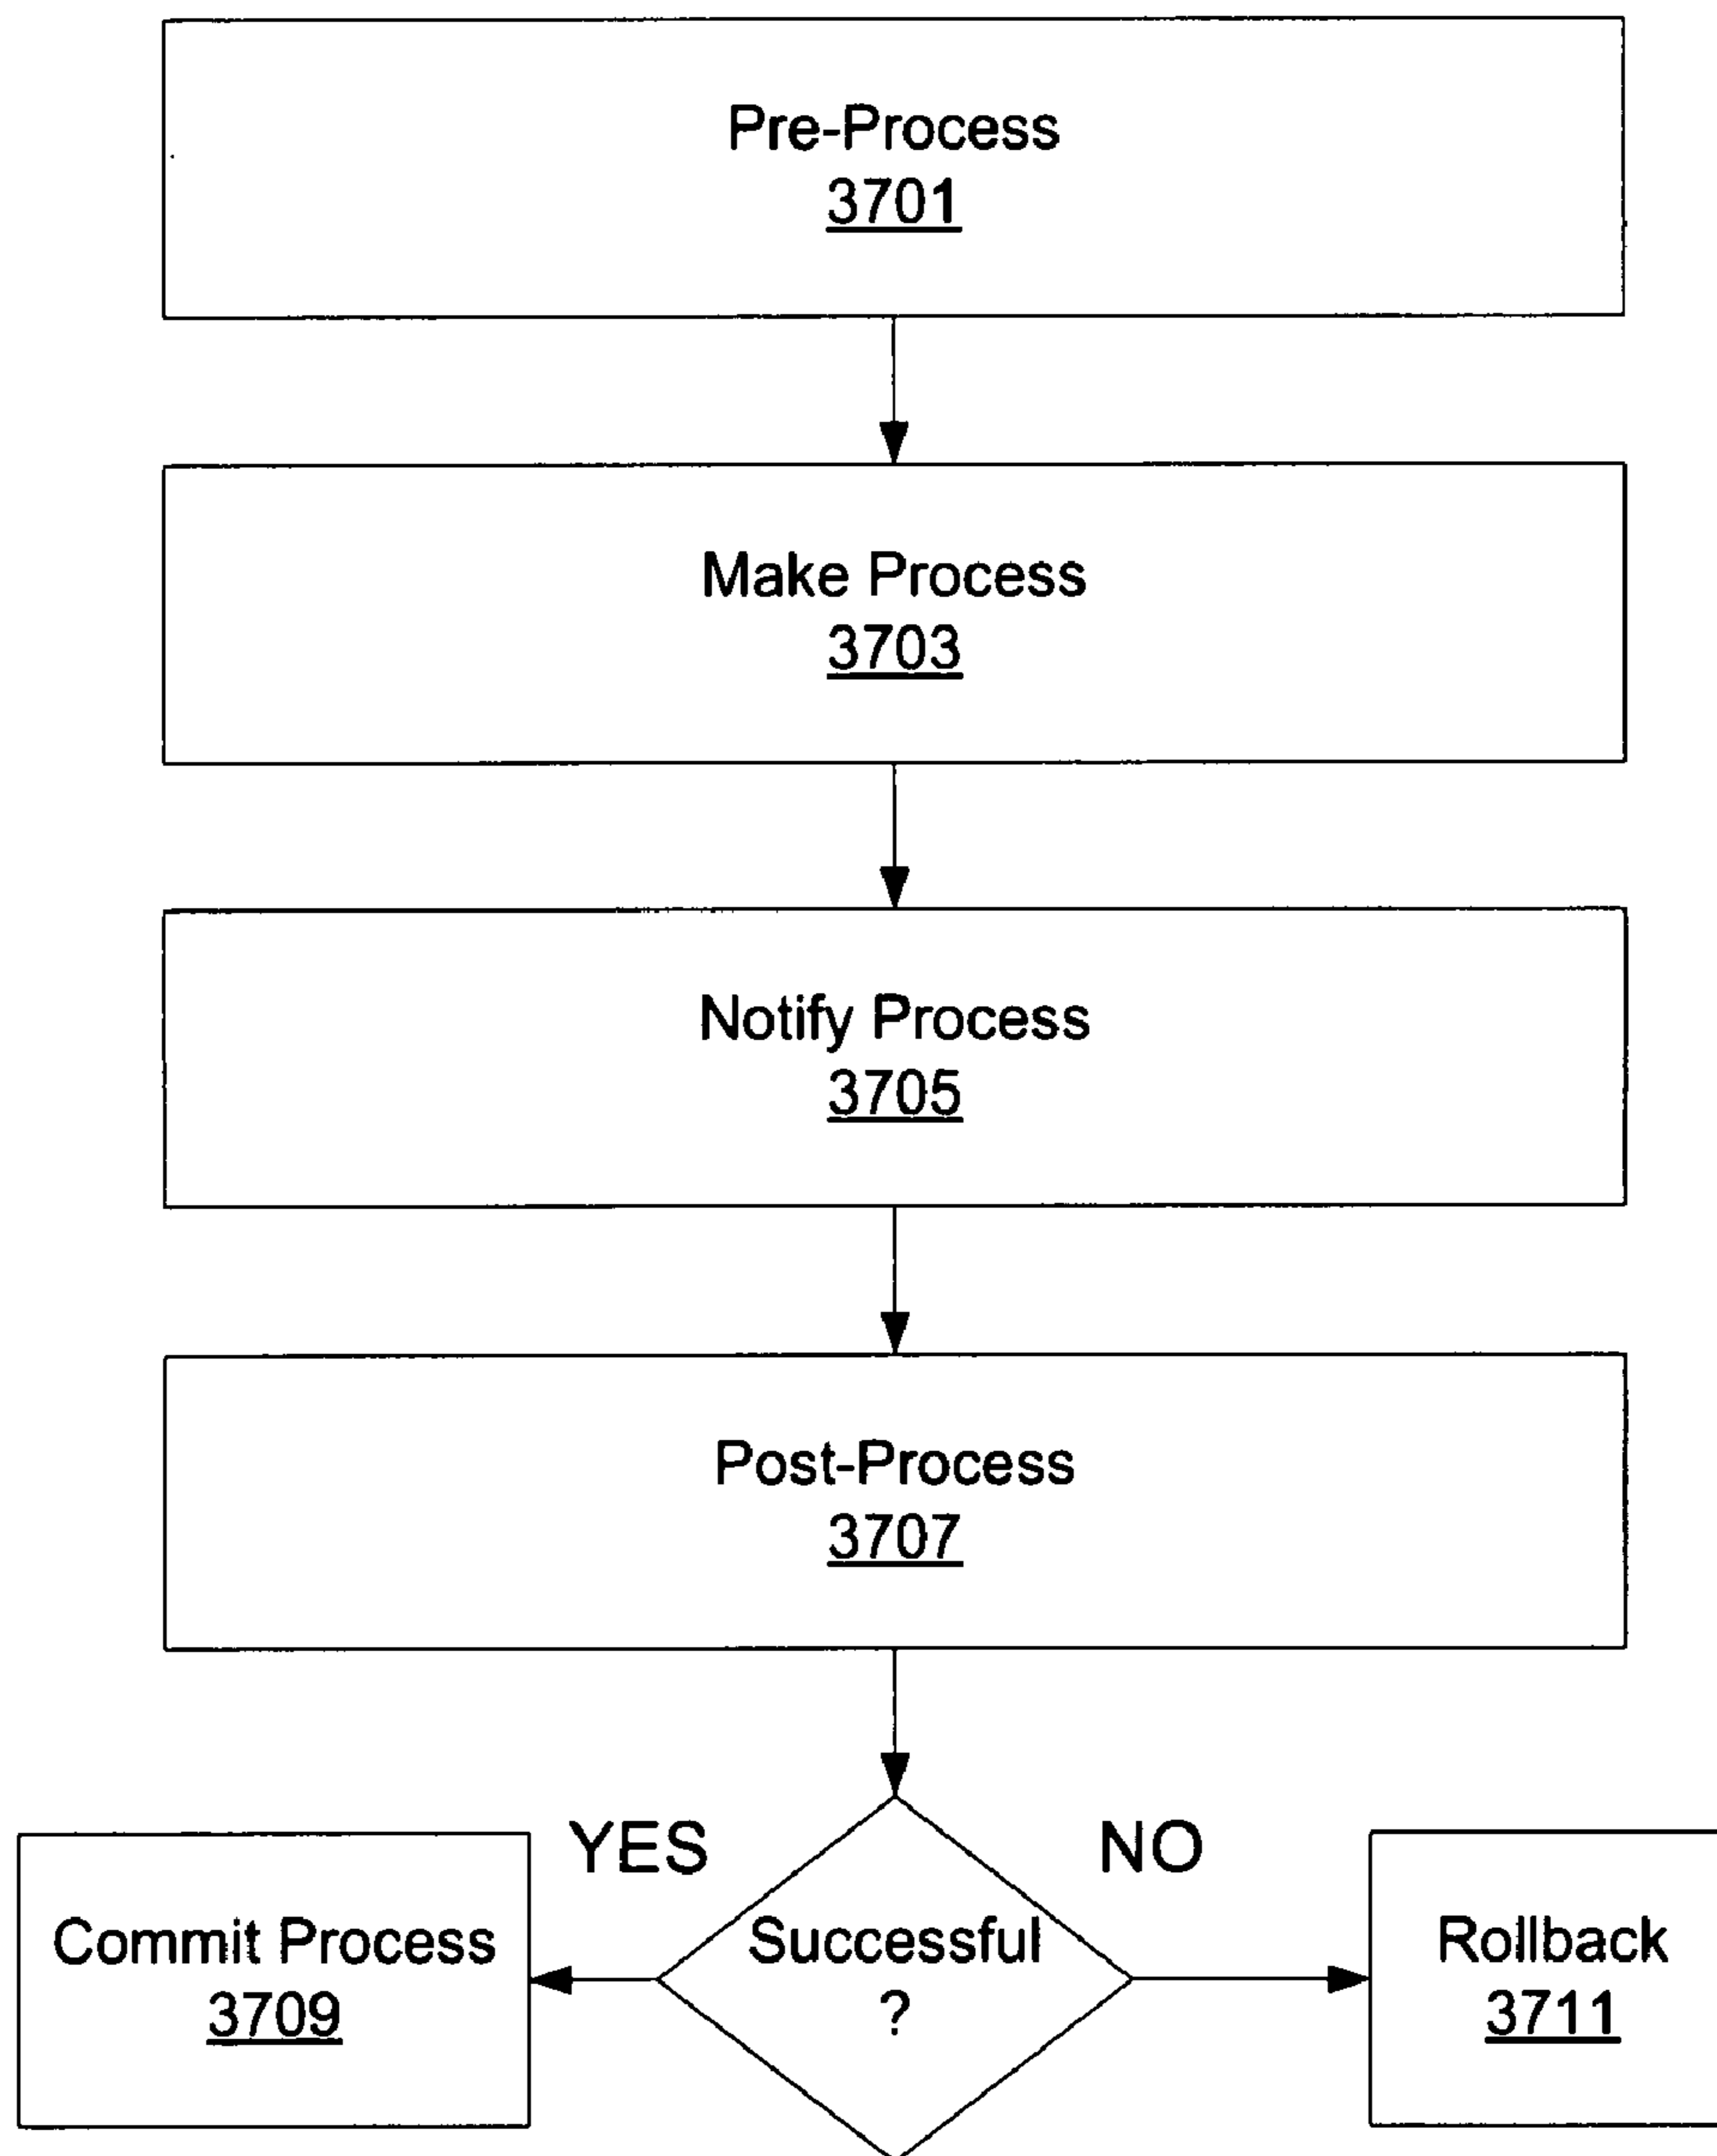 Pre-Process
3701
Make Process
3703
Notify Process
3705
Post-Process
3707
YES
NO
Commit Process
3709
Successful
?
Rollback
3711